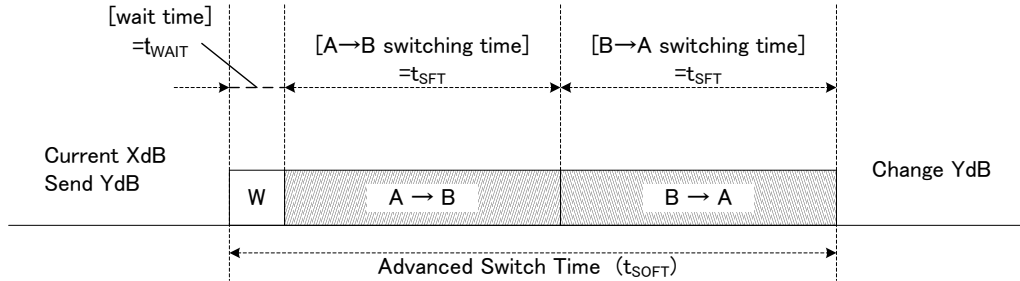 [wait time]
=tWAIT
[A→B switching time]
=tSFT
[B→A switching time]
=tSFT
Current XdB
Send YdB
W
A → B
B → A
Change YdB
Advanced Switch Time (tSOFT)